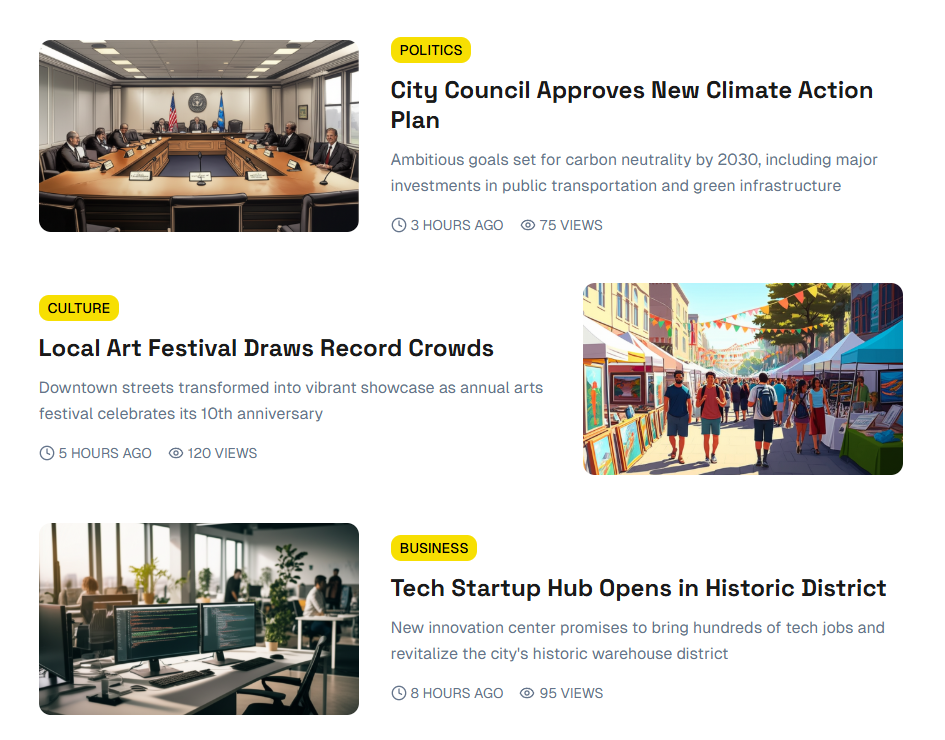 POLITICS
City Council Approves New Climate Action
Plan
Ambitious goals set for carbon neutrality by 2030, including major
investments in public transportation and green infrastructure
3 HOURS AGO 75 VIEWS
CULTURE
Local Art Festival Draws Record Crowds
Downtown streets transformed into vibrant showcase as annual arts
festival celebrates its 10th anniversary
5 HOURS AGO 120 VIEWS
BUSINESS
Tech Startup Hub Opens in Historic District
New innovation center promises to bring hundreds of tech jobs and
revitalize the city's historic warehouse district
8 HOURS AGO 95 VIEWS